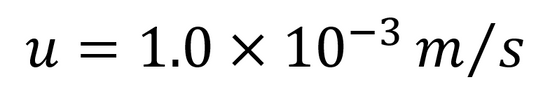 u = 1.0 × 10⁻³ m/s